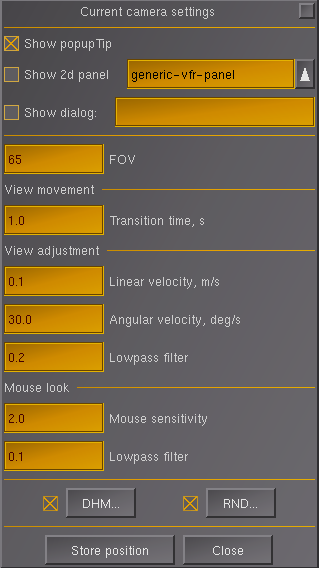 Current camera settings
Show popupTip
Show 2d panel generic-vfr-panel
Show dialog:
65 FOV
View movement
1.0 Transition time, s
View adjustment
0.1 Linear velocity, m/s
30.0 Angular velocity, deg/s
0.2 Lowpass filter
Mouse look
2.0 Mouse sensitivity
0.1 Lowpass filter
DHM... RND...
Store position Close